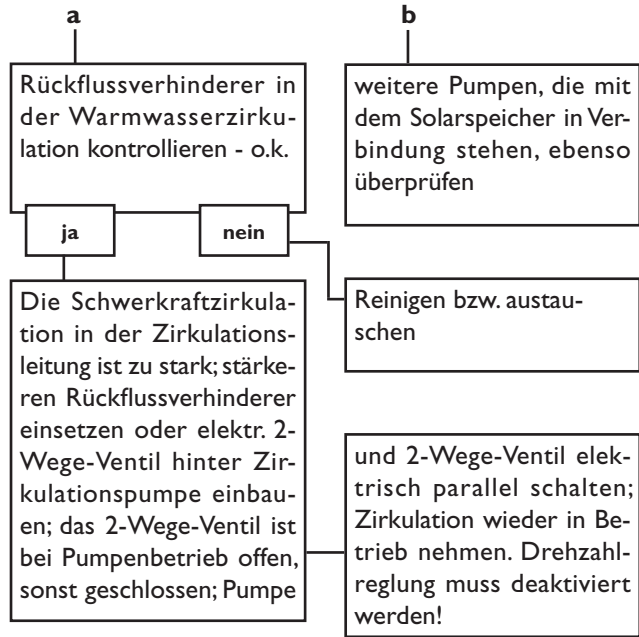 a
Rückflussverhinderer in
der Warmwasserzirku-
lation kontrollieren - o.k.
ja
nein
Die Schwerkraftzirkula-
tion in der Zirkulations-
leitung ist zu stark; stärke-
ren Rückflussverhinderer
einsetzen oder elektr. 2-
Wege-Ventil hinter Zir-
kulationspumpe einbau-
en; das 2-Wege-Ventil ist
bei Pumpenbetrieb offen,
sonst geschlossen; Pumpe
b
weitere Pumpen, die mit
dem Solarspeicher in Ver-
bindung stehen, ebenso
überprüfen
Reinigen bzw. austau-
schen
und 2-Wege-Ventil elek-
trisch parallel schalten;
Zirkulation wieder in Be-
trieb nehmen. Drehzahl-
reglung muss deaktiviert
werden!